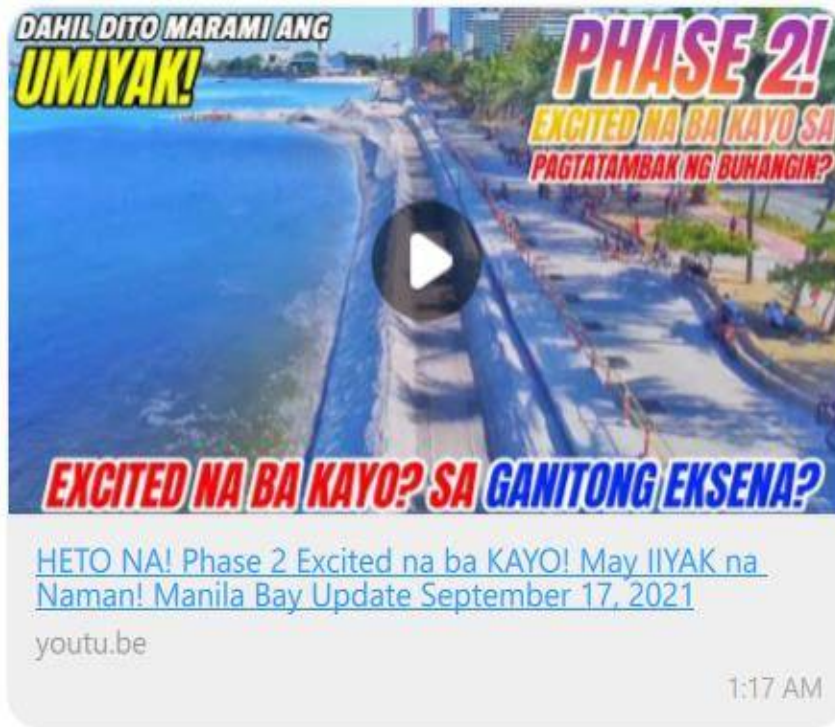 DAHIL DITO MARAMI ANG
UMIYAK!
PHASE 2!
EXCITED NA BA KAYO SA
PAGTATAMBAK NG BUHANGIN?
EXCITED NA BA KAYO? SA GANITONG EKSENA?
HETO NA! Phase 2 Excited na ba KAYO! May IIYAK na
Naman! Manila Bay Update September 17, 2021
youtu.be
1:17 AM